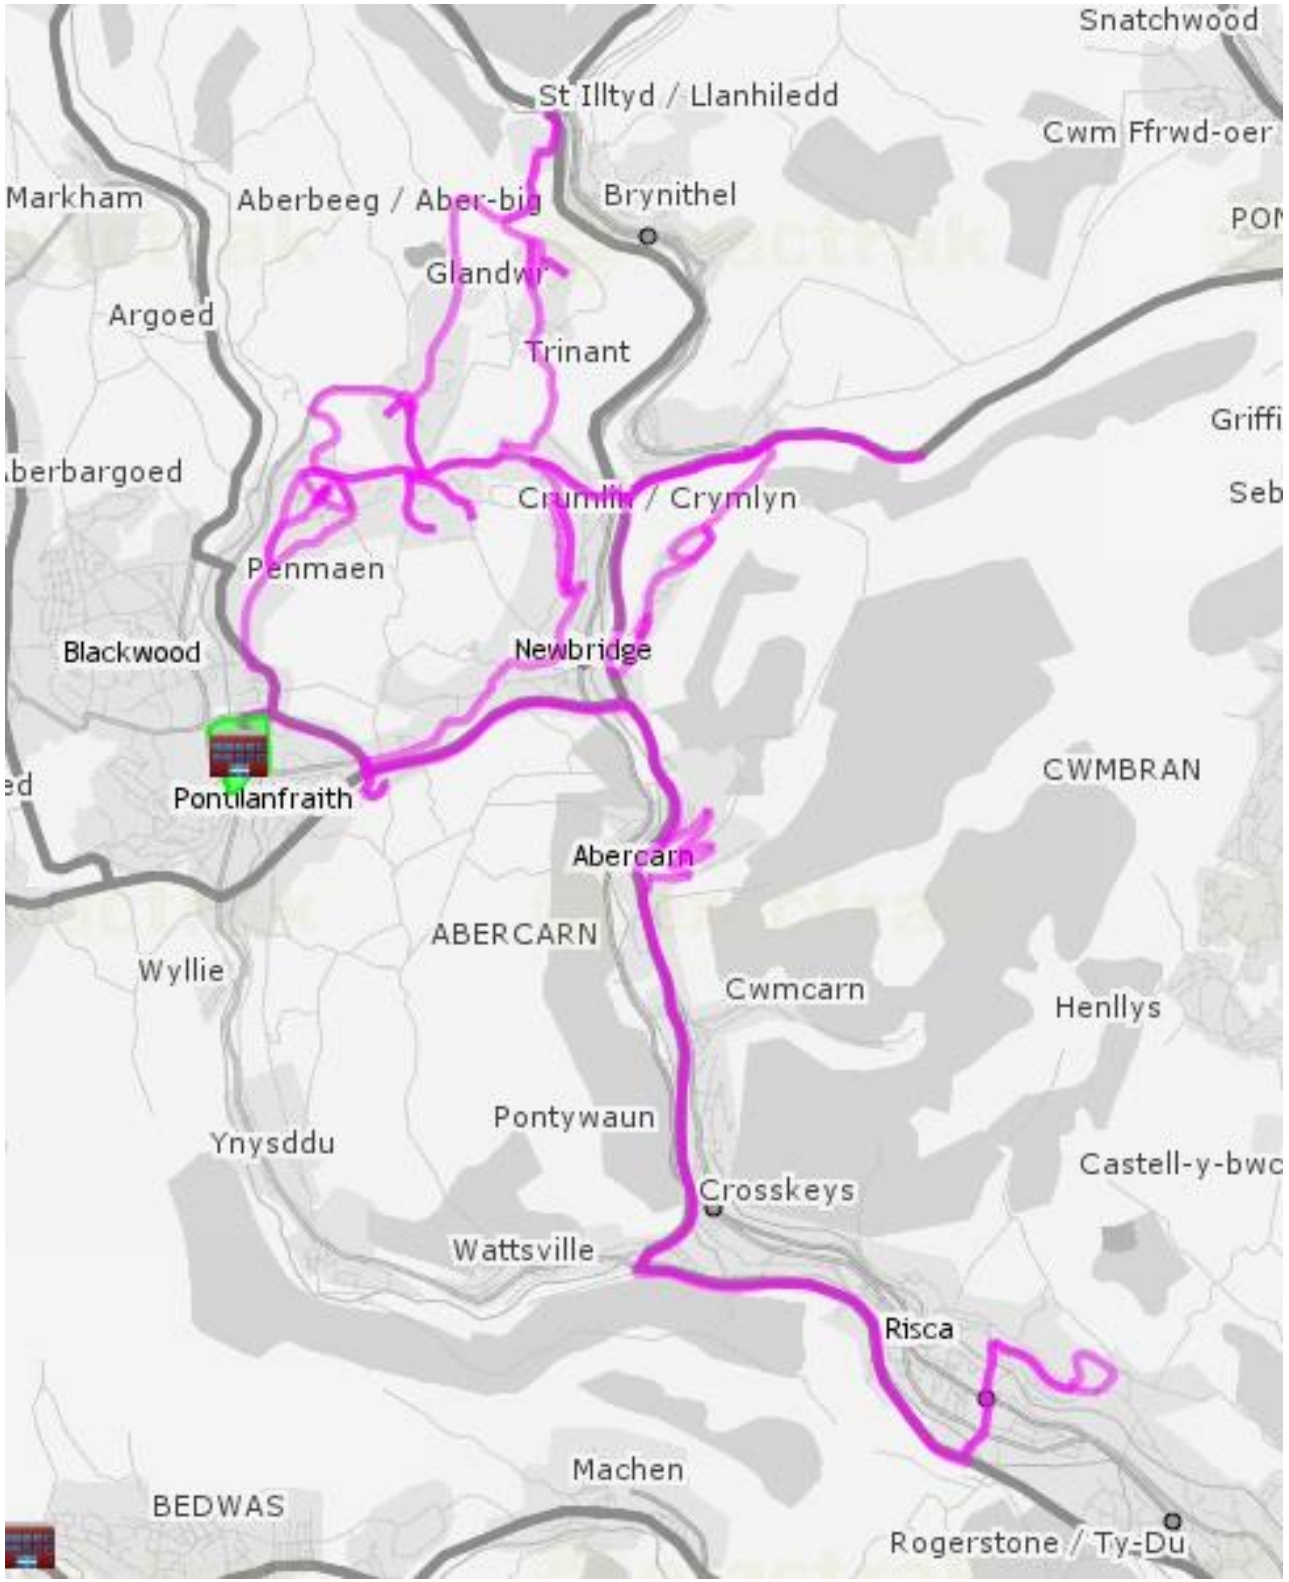 Snatchwood
St Illtyd / Llanhiledd
Cwm Ffrwd-oer
Markham
Aberbeeg / Aber-big
Brynithel
PON
Glandwr
Argoed
Trinant
Griffi
berbargoed
Crumlin / Crymlyn
Seb
Penmaen
Blackwood
Newbridge
CWMBRAN
ed
Pontllanfraith
Abercarn
ABERCARN
Wyllie
Cwmcarn
Henllys
Pontywaun
Ynysddu
Castell-y-bwc
Crosskeys
Wattsville
Risca
Machen
BEDWAS
Rogerstone / Ty-Du